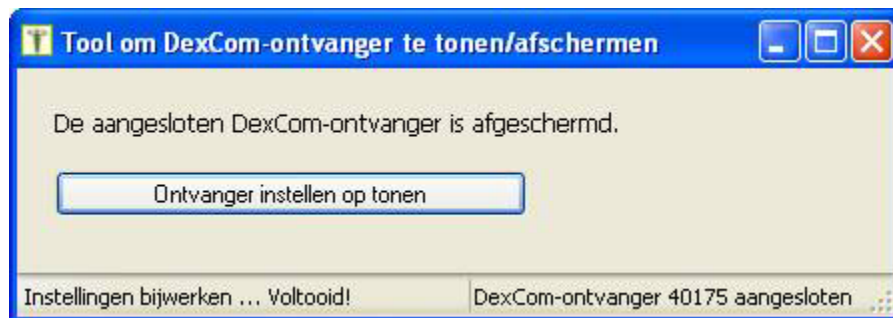 Tool om DexCom-ontvanger te tonen/afschermen
De aangesloten DexCom-ontvanger is afgeschermd.
Ontvanger instellen op tonen
Instellingen bijwerken ... Voltooid!
DexCom-ontvanger 40175 aangesloten